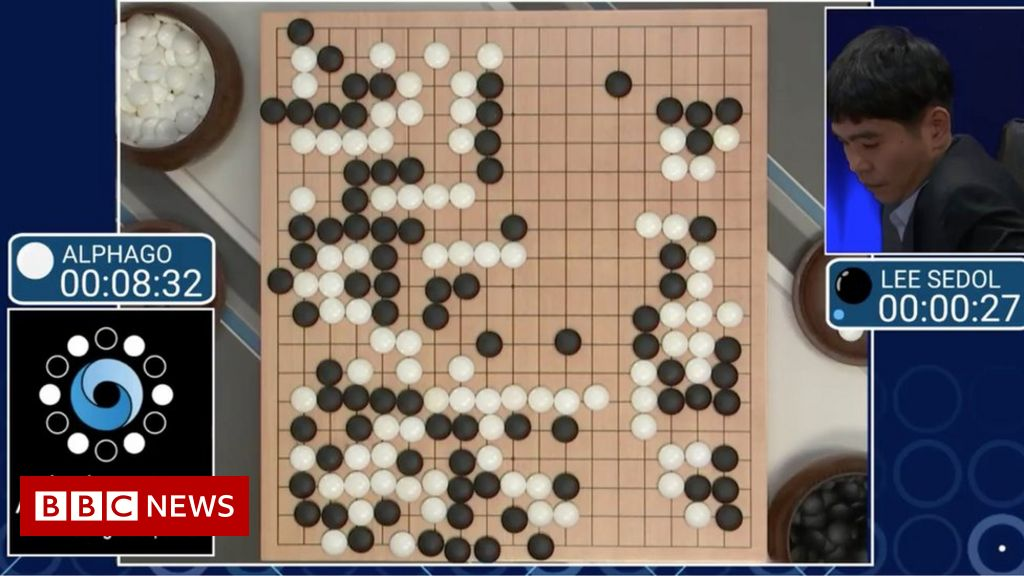 ALPHAGO
00:08:32
LEE SEDOL
00:00:27
BBC NEWS